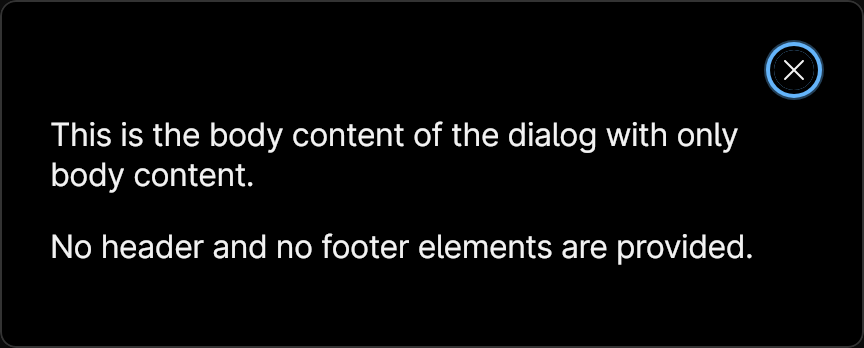 This is the body content of the dialog with only
body content.
No header and no footer elements are provided.